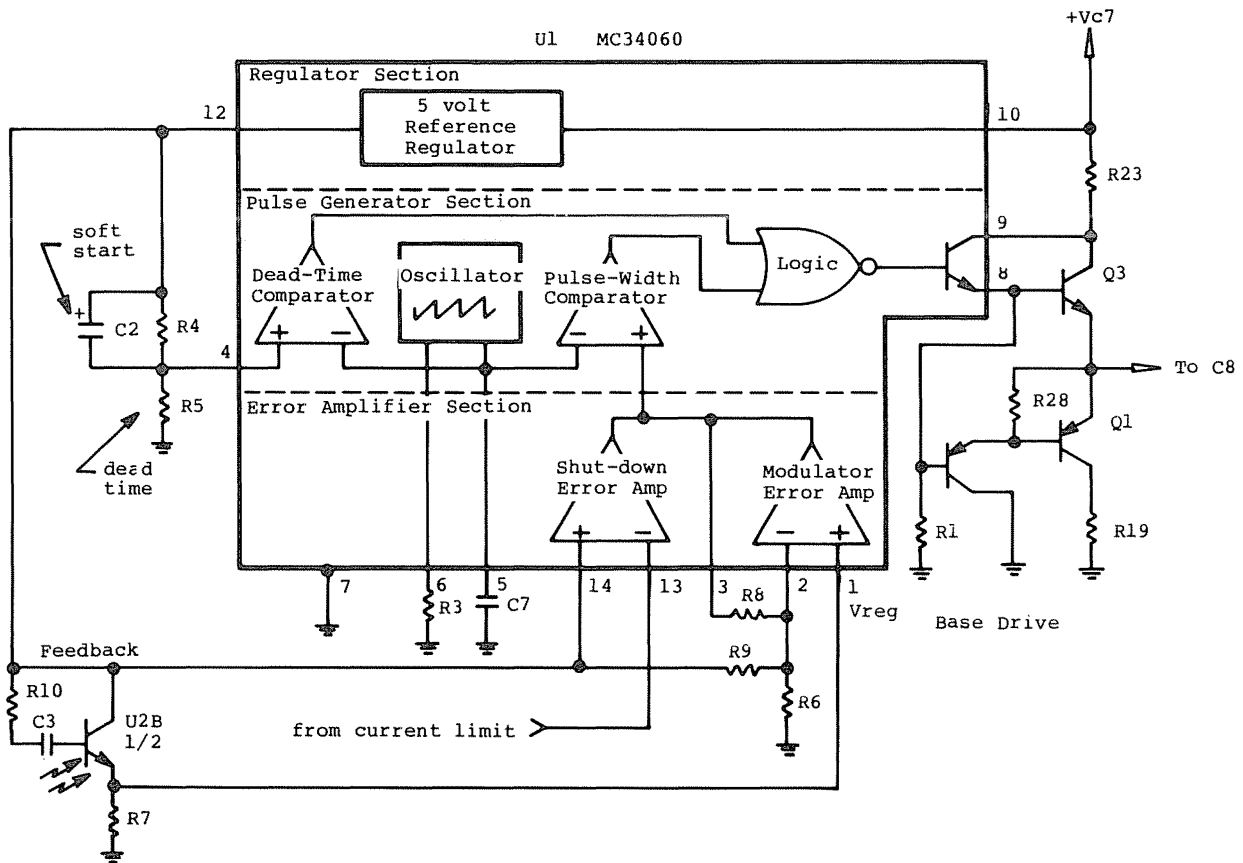 +Vc7
U1 MC34060
Regulator Section
5 volt
Reference
Regulator
12
10
R23
Pulse Generator Section
soft
start
9
Dead-Time
Comparator
Oscillator
Pulse-Width
Comparator
Logic
8
Q3
+
C2
R4
+
-
-
+
4
To C8
R5
Error Amplifier Section
R28
Q1
dead
time
Shut-down
Error Amp
Modulator
Error Amp
+
-
-
+
R1
R19
7
6
5
14
13
3
2
1
R3
C7
R8
Vreg
Base Drive
Feedback
R9
R10
R6
C3
U2B
1/2
from current limit
R7